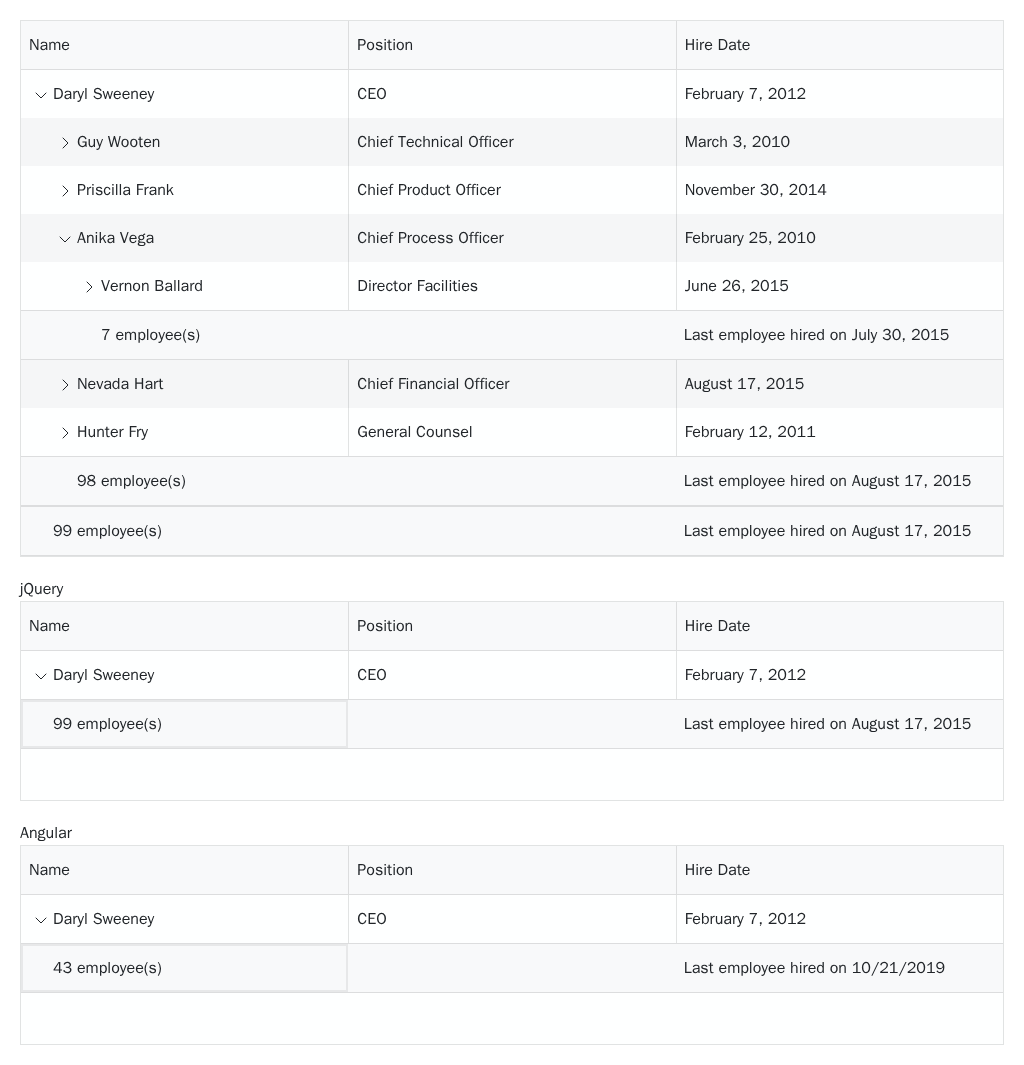 Name Position Hire Date
Daryl Sweeney CEO February 7, 2012
Guy Wooten Chief Technical Officer March 3, 2010
Priscilla Frank Chief Product Officer November 30, 2014
Anika Vega Chief Process Officer February 25, 2010
Vernon Ballard Director Facilities June 26, 2015
7 employee(s) Last employee hired on July 30, 2015
Nevada Hart Chief Financial Officer August 17, 2015
Hunter Fry General Counsel February 12, 2011
98 employee(s) Last employee hired on August 17, 2015
99 employee(s) Last employee hired on August 17, 2015
jQuery
Name Position Hire Date
Daryl Sweeney CEO February 7, 2012
99 employee(s) Last employee hired on August 17, 2015
Angular
Name Position Hire Date
Daryl Sweeney CEO February 7, 2012
43 employee(s) Last employee hired on 10/21/2019